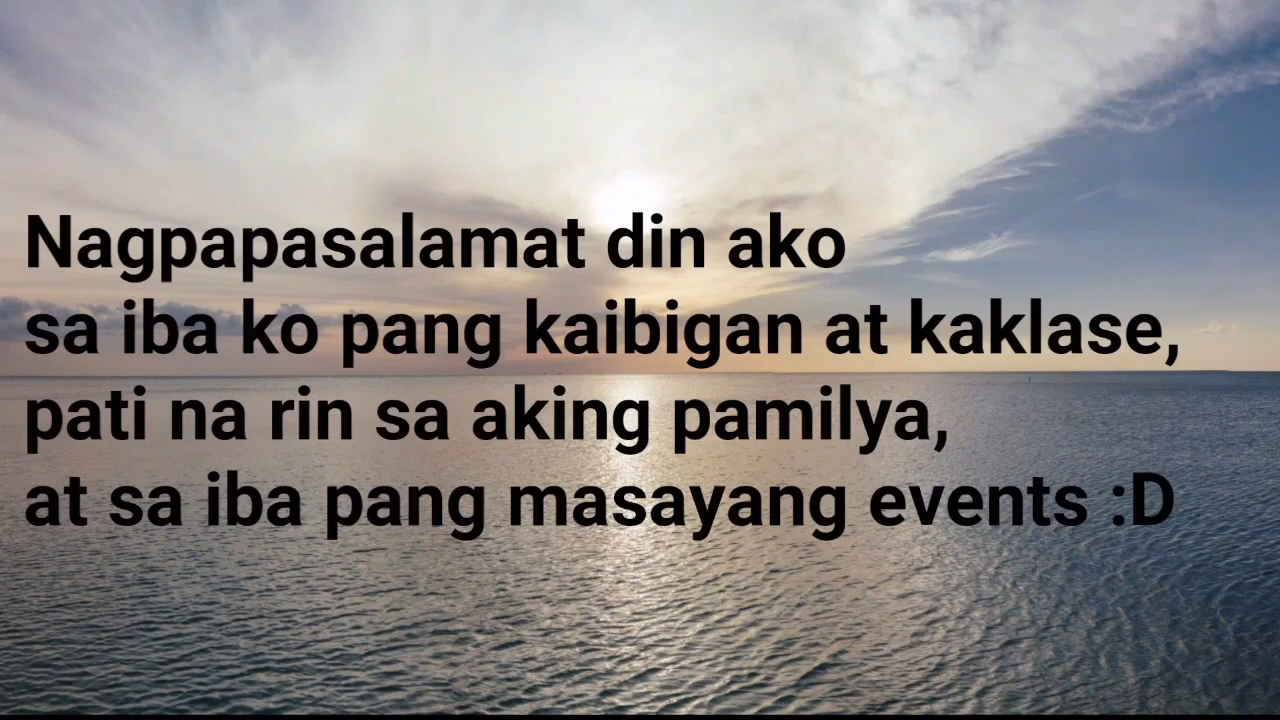 Nagpapasalamat din ako
sa iba ko pang kaibigan at kaklase,
pati na rin sa aking pamilya,
at sa iba pang masayang events :D